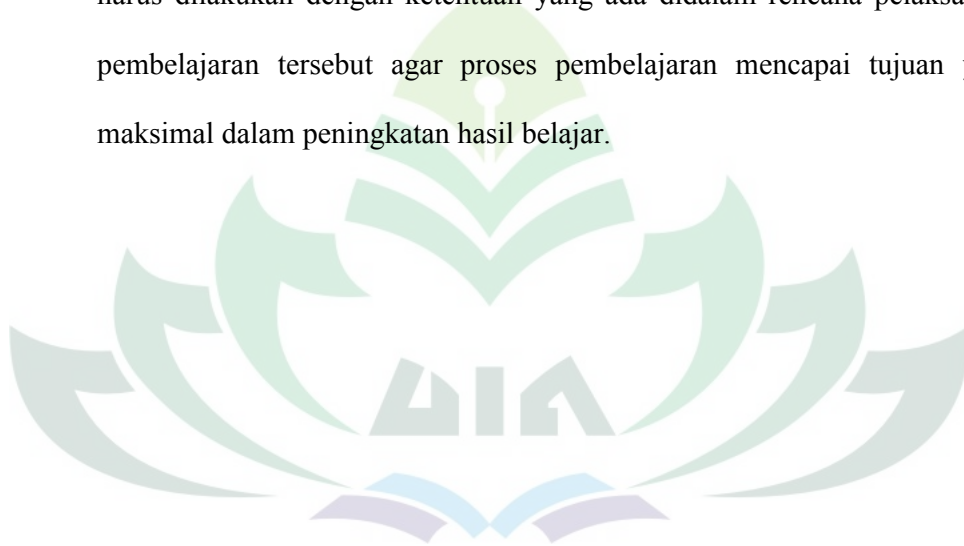 harus dilakukan dengan ketentuan yang ada didalam rencana
pembelajaran tersebut agar proses pembelajaran mencapai tujuan
maksimal dalam peningkatan hasil belajar.
UIN